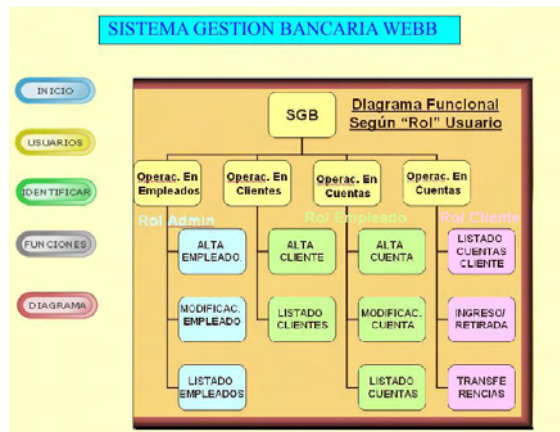 SISTEMA GESTION BANCARIA WEBB
INICIO
USUARIOS
IDENTIFICAR
FUNCIONES
DIAGRAMA
SGB
Diagrama Funcional
Según "Rol" Usuario
Operac. En
Empleados
Operac. En
Clientes
Operac. En
Cuentas
Operac. En
Cuentas
Rol Admin
Rol Empleado
Rol Cliente
ALTA
EMPLEADO.
ALTA
CLIENTE
ALTA
CUENTA
LISTADO
CUENTAS
CLIENTE
MODIFICAC.
EMPLEADO
LISTADO
CLIENTES
MODIFICAC.
CUENTA
INGRESO/
RETIRADA
LISTADO
EMPLEADOS
LISTADO
CUENTAS
TRANSFE
RENCIAS